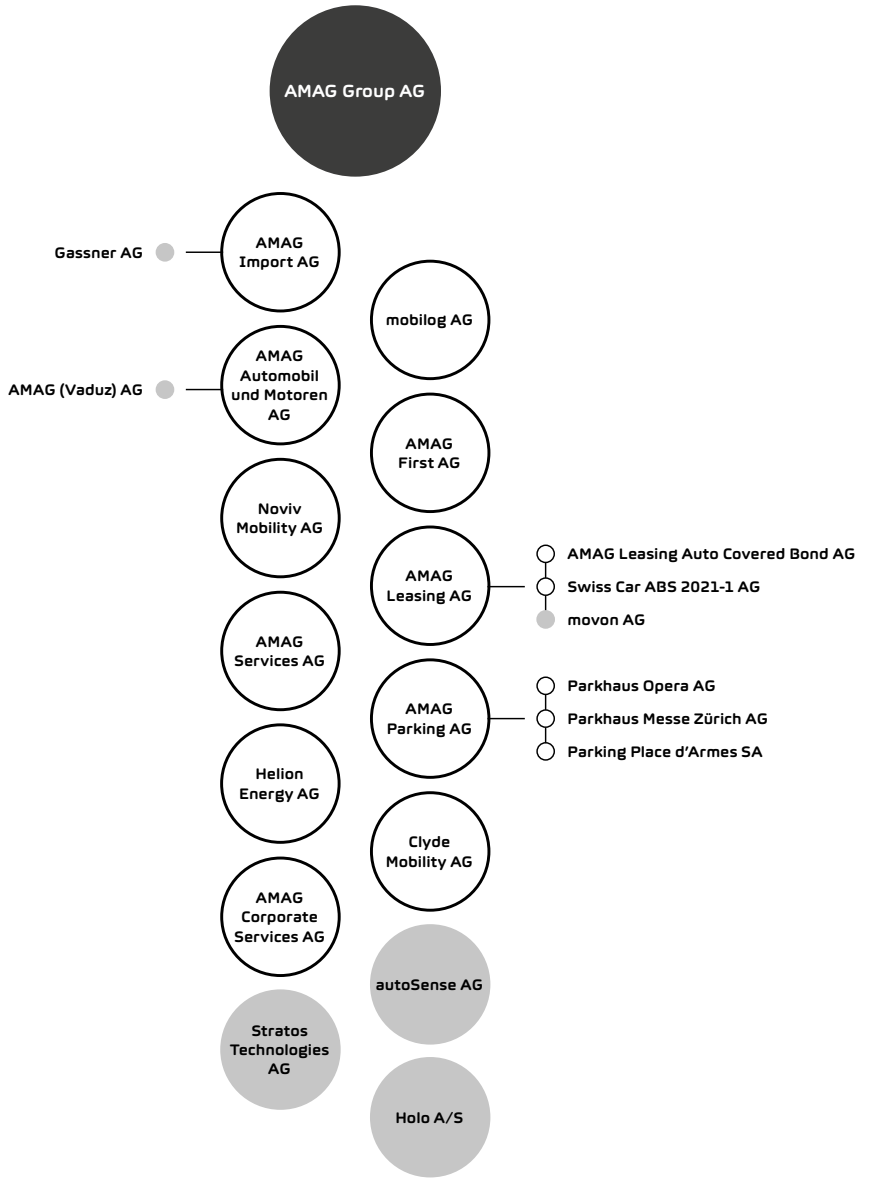 AMAG Group AG
Gassner AG
AMAG
Import AG
mobilog AG
AMAG (Vaduz) AG
AMAG
Automobil
und Motoren
AG
AMAG
First AG
Noviv
Mobility AG
AMAG
Leasing AG
AMAG Leasing Auto Covered Bond AG
Swiss Car ABS 2021-1 AG
movon AG
AMAG
Services AG
AMAG
Parking AG
Parkhaus Opera AG
Parkhaus Messe Zürich AG
Parking Place d’Armes SA
Helion
Energy AG
Clyde
Mobility AG
AMAG
Corporate
Services AG
autoSense AG
Stratos
Technologies
AG
Holo A/S